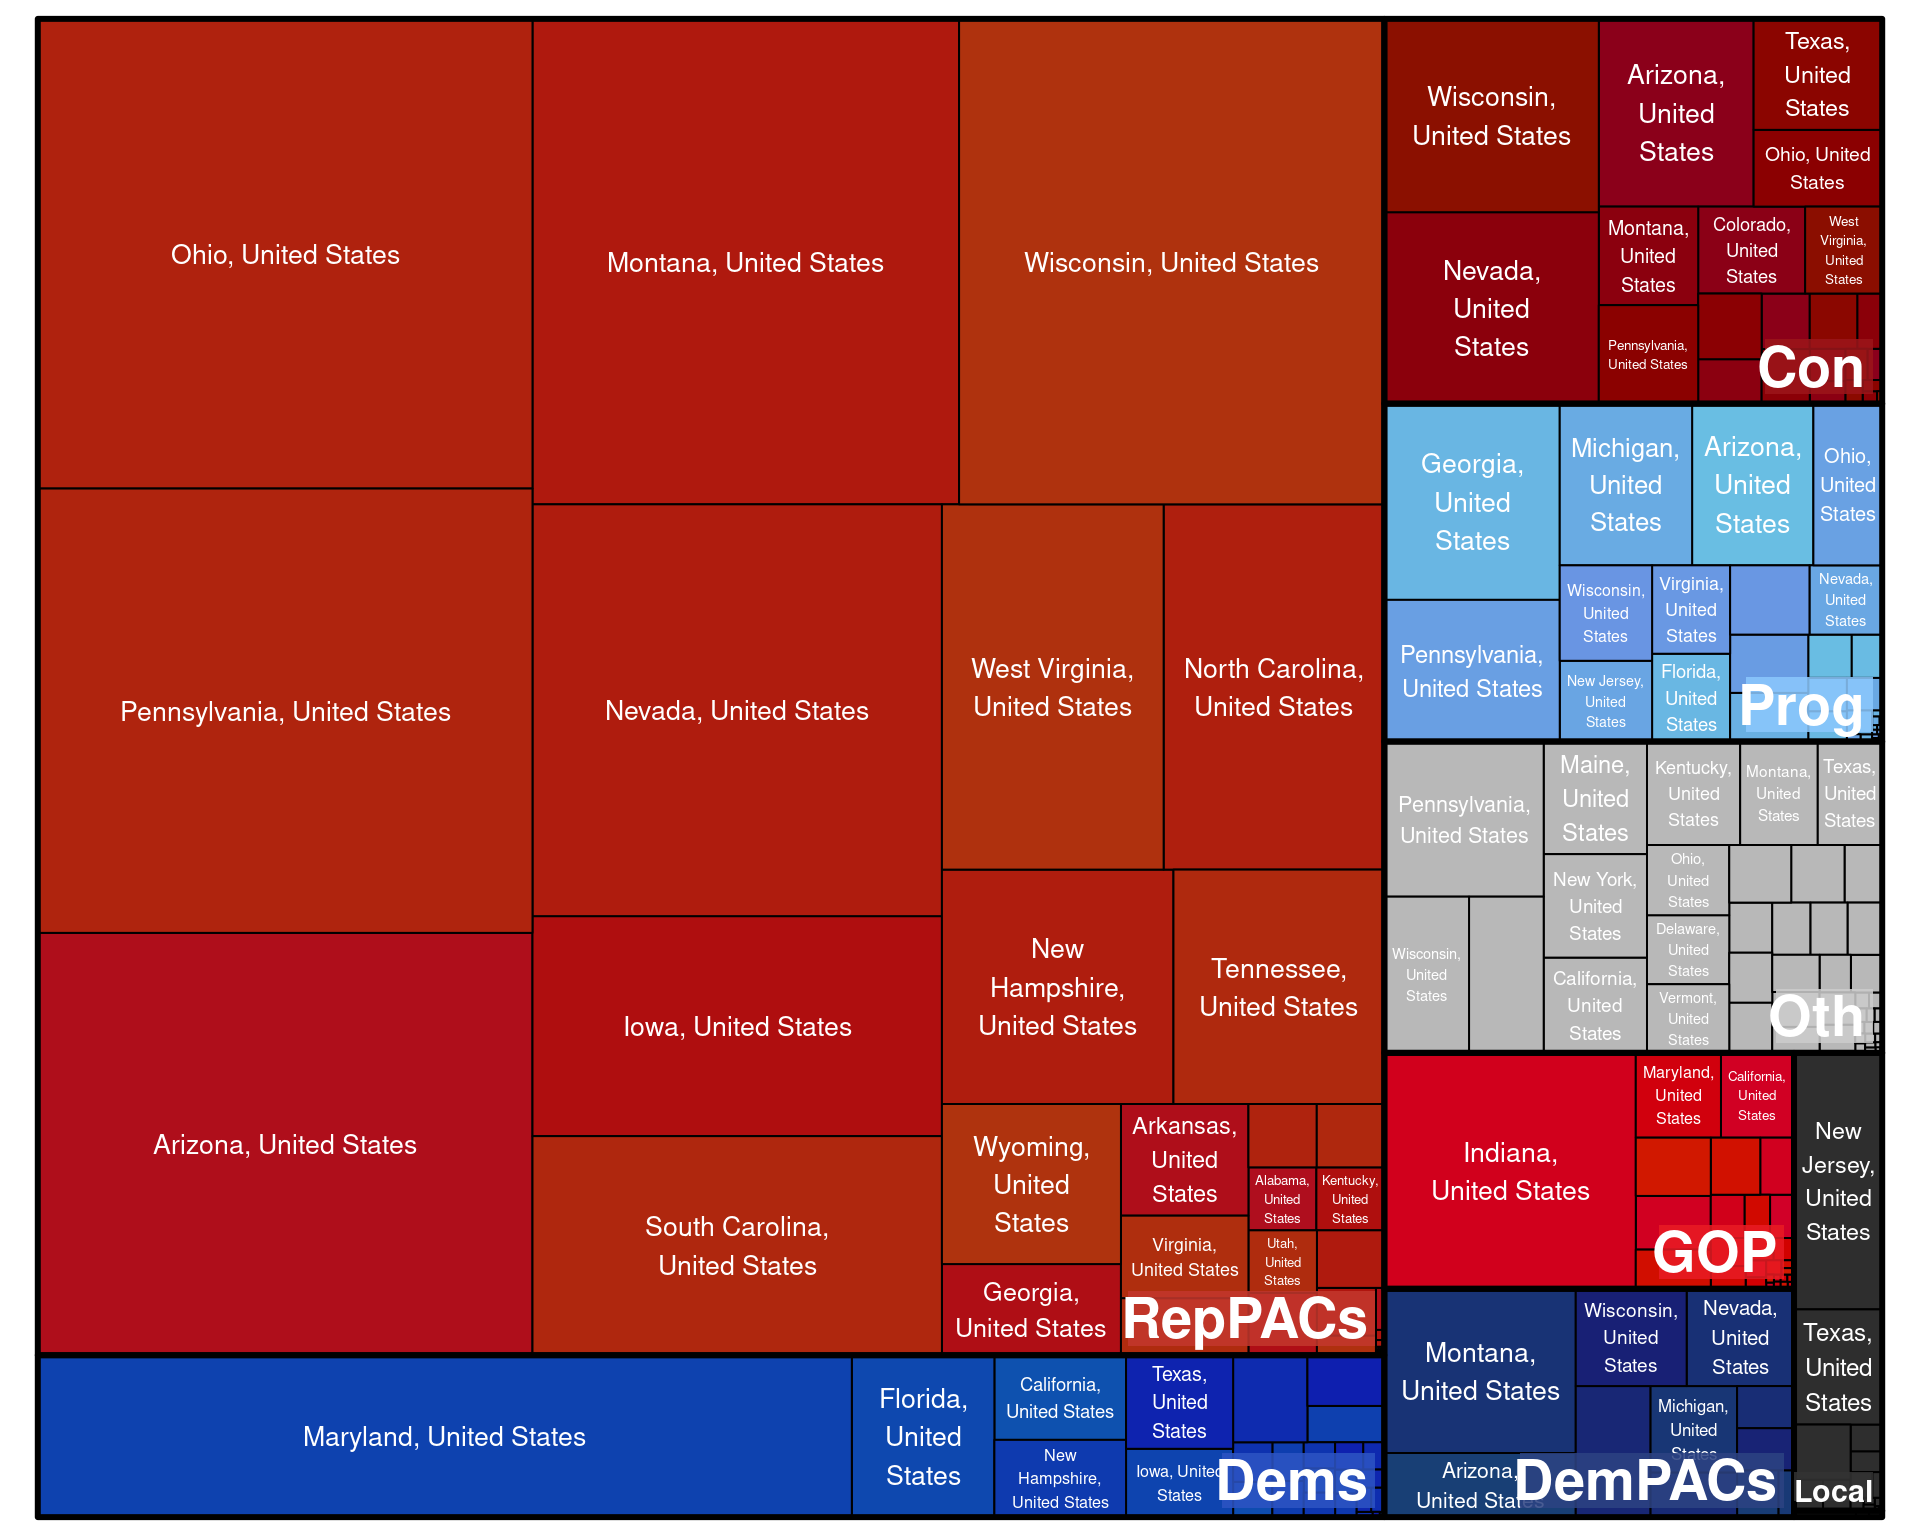 Ohio, United States
Pennsylvania, United States
Arizona, United States
Montana, United States
Wisconsin, United States
Nevada, United States
Iowa, United States
South Carolina,
United States
West Virginia,
United States
North Carolina,
United States
New
Hampshire,
United States
Tennessee,
United States
Wyoming,
United
States
Georgia,
United States
Arkansas,
United
States
Virginia,
United States
Alabama,
United
States
Kentucky,
United
States
Utah,
United
States
RepPACs
Maryland, United States
Florida,
United
States
California,
United States
New
Hampshire,
United States
Texas,
United
States
Iowa, United
States
Dems
Wisconsin,
United States
Nevada,
United
States
Arizona,
United
States
Texas,
United
States
Ohio, United
States
Montana,
United
States
Colorado,
United
States
West
Virginia,
United
States
Pennsylvania,
United States
Con
Georgia,
United
States
Pennsylvania,
United States
Michigan,
United
States
Arizona,
United
States
Ohio,
United
States
Wisconsin,
United
States
Virginia,
United
States
Nevada,
United
States
New Jersey,
United
States
Florida,
United
States
Prog
Pennsylvania,
United States
Wisconsin,
United
States
Maine,
United
States
New York,
United
States
California,
United
States
Kentucky,
United
States
Montana,
United
States
Texas,
United
States
Ohio,
United
States
Delaware,
United
States
Vermont,
United
States
Oth
Indiana,
United States
Maryland,
United
States
California,
United
States
GOP
Montana,
United States
Arizona,
United States
Wisconsin,
United
States
Nevada,
United
States
Michigan,
United
States
DemPACs
New
Jersey,
United
States
Texas,
United
States
Local